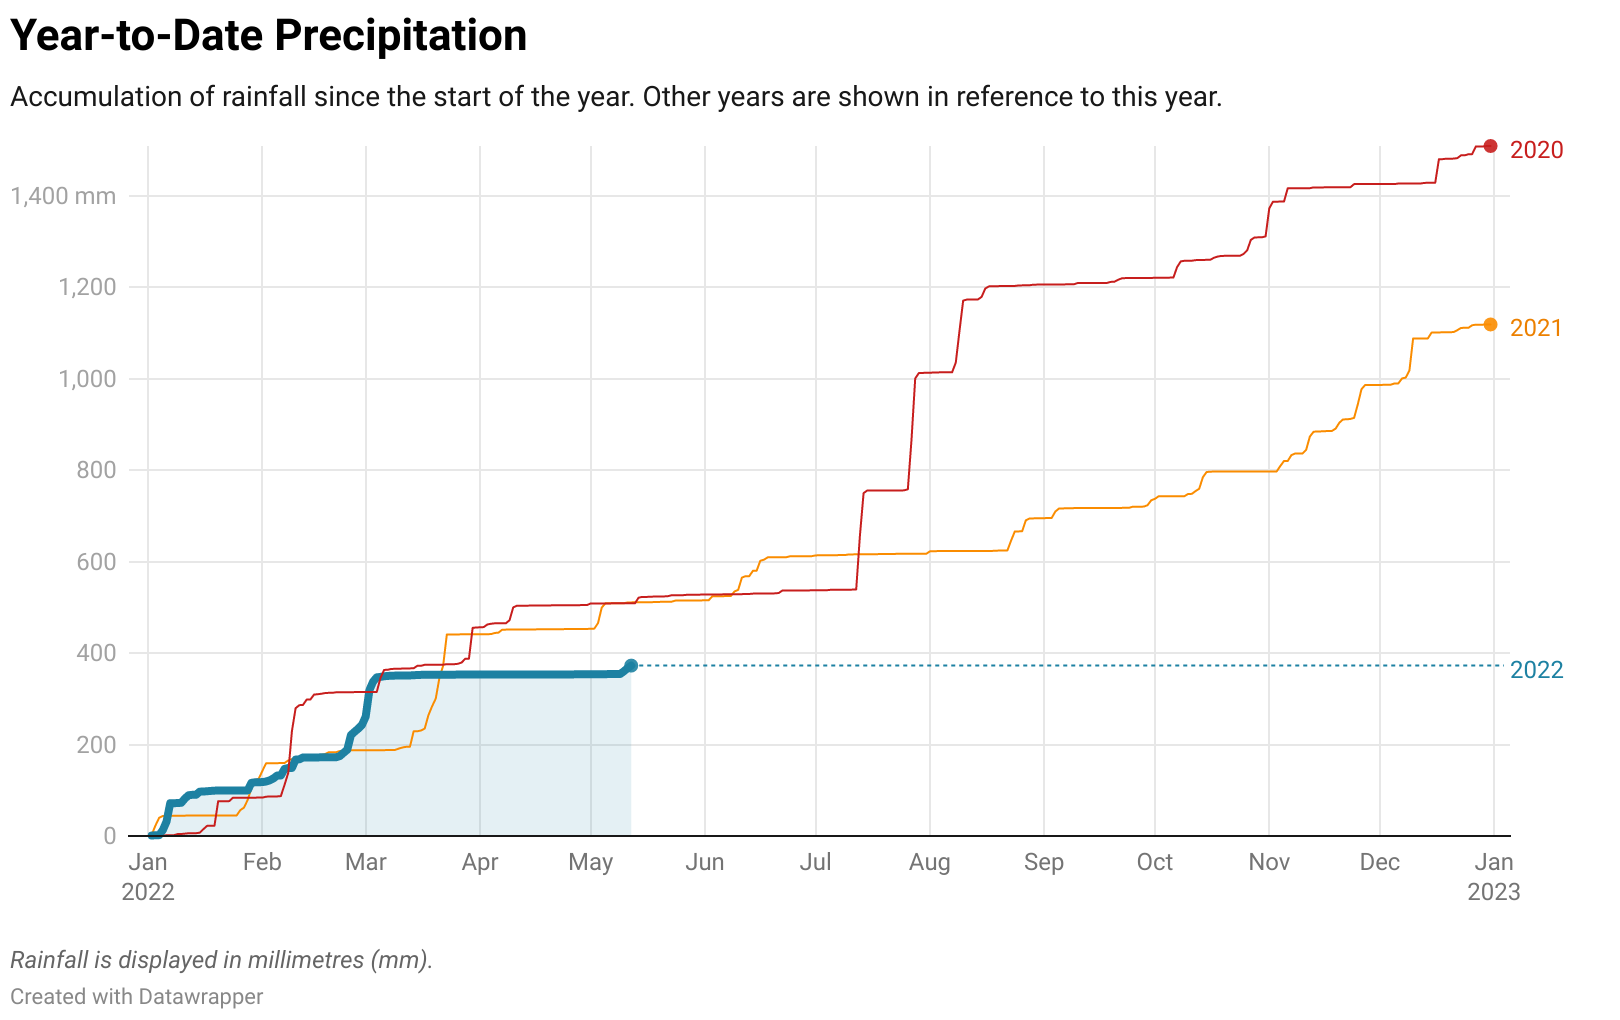 Year-to-Date Precipitation
Accumulation of rainfall since the start of the year. Other years are shown in reference to this year.
2020
1,400 mm
1,200
2021
1,000
800
600
400
2022
200
0
Jan Feb Mar Apr May Jun Jul Aug Sep Oct Nov Dec Jan
2022 2023
Rainfall is displayed in millimetres (mm).
Created with Datawrapper